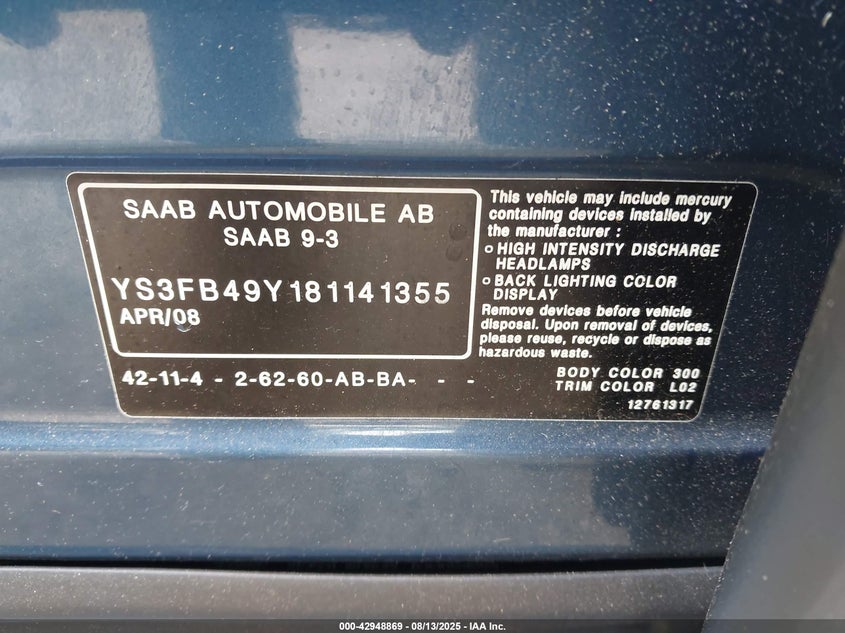 SAAB AUTOMOBILE AB
SAAB 9-3
YS3FB49Y181141355
APR/08
42-11-4 - 2-62-60-AB-BA- - -
This vehicle may include mercury
containing devices installed by
the manufacturer :
o HIGH INTENSITY DISCHARGE
HEADLAMPS
o BACK LIGHTING COLOR
DISPLAY
Remove devices before vehicle
disposal. Upon removal of devices,
please reuse, recycle or dispose as
hazardous waste.
BODY COLOR 300
TRIM COLOR L02
12761317
000-42948869 - 08/13/2025 - IAA Inc.